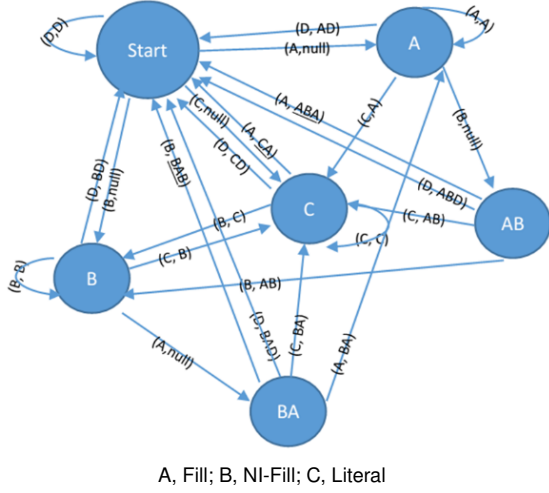 (D,D)
Start
(D, AD)
(A,null)
A
(A,A)
(A, ABA)
(C,A)
(B,null)
(C,null)
(A, CA)
(D, CD)
(B, BAB)
(D, BD)
(B,null)
(D, ABD)
C
(B, C)
(C, AB)
AB
(C, B)
(C, C)
(B, B)
B
(B, AB)
(D, BAD)
(C, BA)
(A, BA)
(A,null)
BA
A, Fill; B, NI-Fill; C, Literal